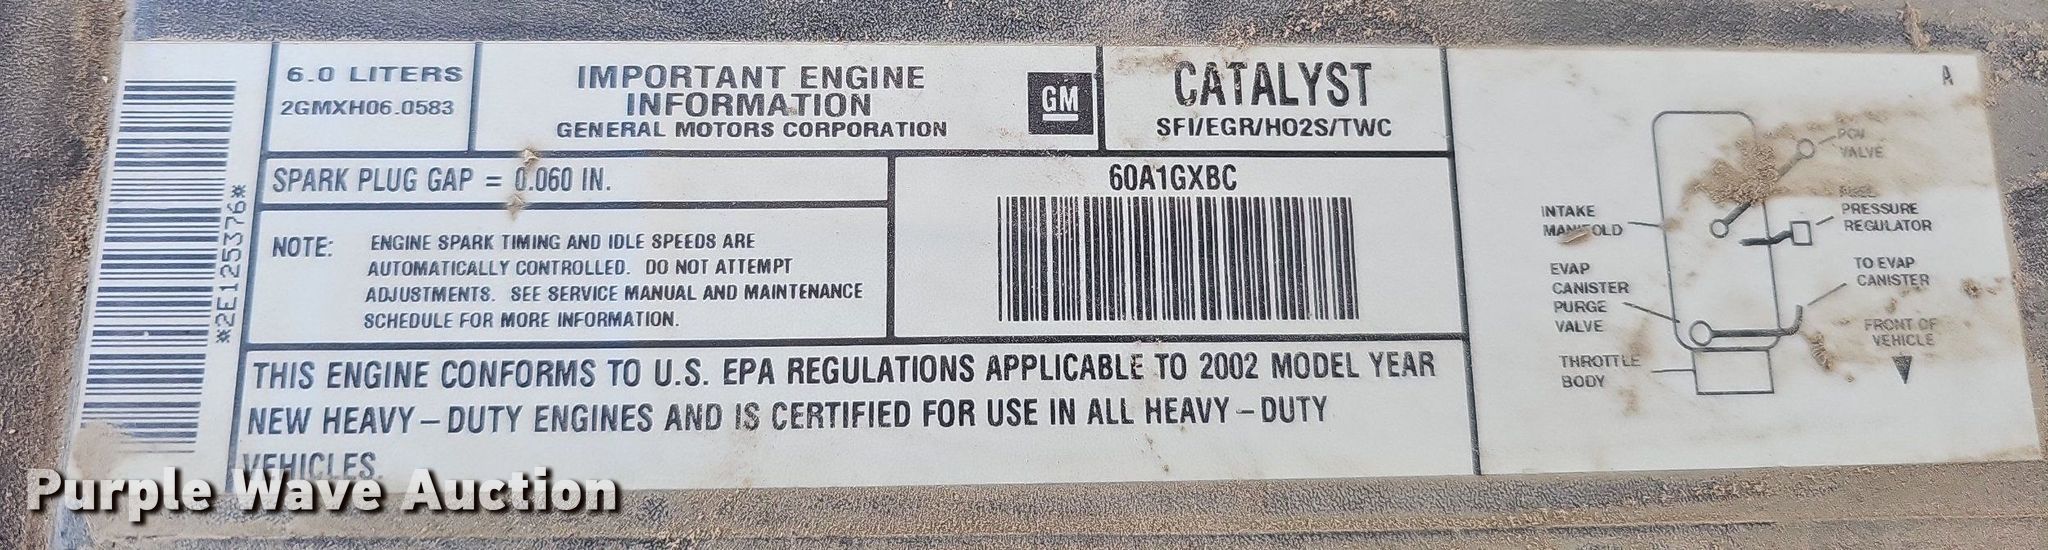 *2E125376*
6.0 LITERS
2GMXH06.0583
IMPORTANT ENGINE
INFORMATION
GENERAL MOTORS CORPORATION
GM
CATALYST
SFI/EGR/HO2S/TWC
SPARK PLUG GAP = 0.060 IN.
NOTE: ENGINE SPARK TIMING AND IDLE SPEEDS ARE
AUTOMATICALLY CONTROLLED. DO NOT ATTEMPT
ADJUSTMENTS. SEE SERVICE MANUAL AND MAINTENANCE
SCHEDULE FOR MORE INFORMATION.
60A1GXBC
THIS ENGINE CONFORMS TO U.S. EPA REGULATIONS APPLICABLE TO 2002 MODEL YEAR
NEW HEAVY-DUTY ENGINES AND IS CERTIFIED FOR USE IN ALL HEAVY-DUTY
VEHICLES.
A
PCV
VALVE
FUEL
PRESSURE
REGULATOR
INTAKE
MANIFOLD
EVAP
CANISTER
PURGE
VALVE
TO EVAP
CANISTER
FRONT OF
VEHICLE
THROTTLE
BODY
Purple Wave Auction